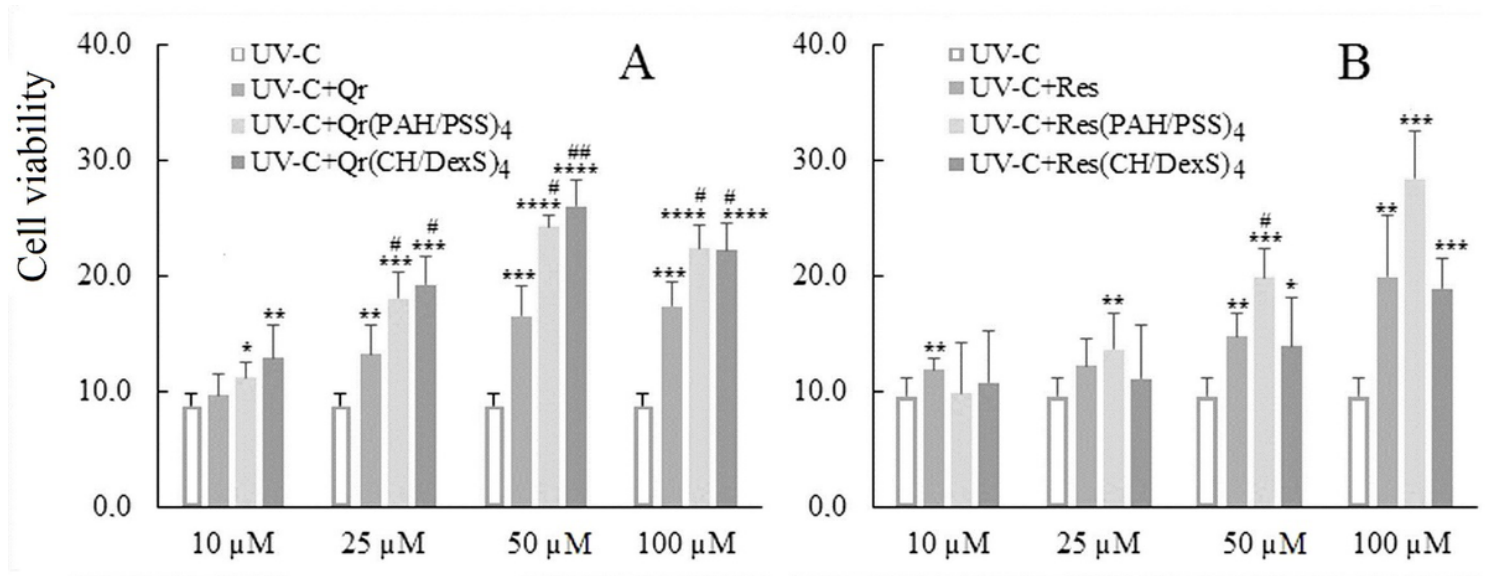 Cell viability
40.0
30.0
20.0
10.0
0.0
A
UV-C
UV-C+Qr
UV-C+Qr(PAH/PSS)4
UV-C+Qr(CH/DexS)4
*
**
**
#
***
#
***
***
#
****
##
****
***
#
****
#
****
10 µM
25 µM
50 µM
100 µM
40.0
30.0
20.0
10.0
0.0
B
UV-C
UV-C+Res
UV-C+Res(PAH/PSS)4
UV-C+Res(CH/DexS)4
**
**
**
#
***
*
**
***
***
10 µM
25 µM
50 µM
100 µM